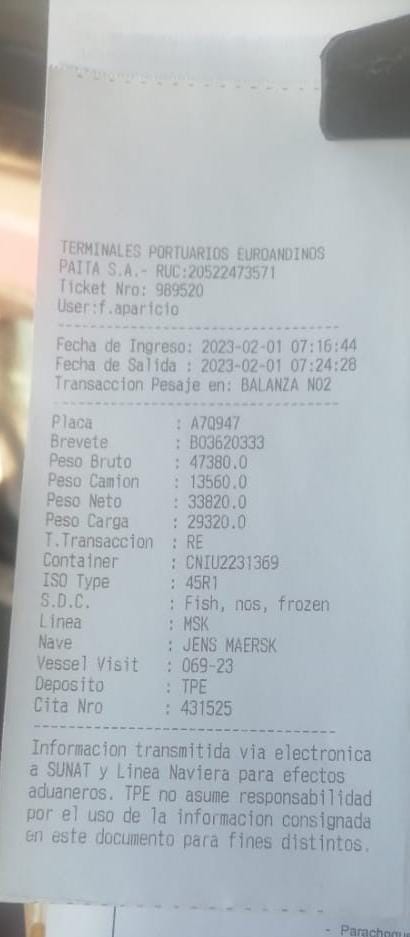 TERMINALES PORTUARIOS EUROANDINOS
PAITA S.A.- RUC:20522473571
Ticket Nro: 989520
User:f.aparicio
Fecha de Ingreso: 2023-02-01 07:16:44
Fecha de Salida : 2023-02-01 07:24:28
Transaccion Pesaje en: BALANZA NO2
Placa : A7Q947
Brevete : B03620333
Peso Bruto : 47380.0
Peso Camion : 13560.0
Peso Neto : 33820.0
Peso Carga : 29320.0
T.Transaccion : RE
Container : CNIU2231369
ISO Type : 45R1
S.D.C. : Fish, nos, frozen
Linea : MSK
Nave : JENS MAERSK
Vessel Visit : 069-23
Deposito : TPE
Cita Nro : 431525
Informacion transmitida via electronica
a SUNAT y Linea Naviera para efectos
aduaneros. TPE no asume responsabilidad
por el uso de la informacion consignada
en este documento para fines distintos.